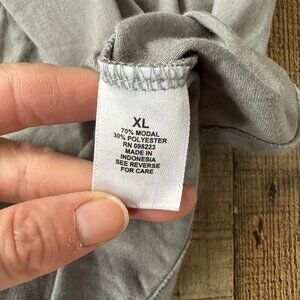 XL
70% MODAL
30% POLYESTER
RN 095223
MADE IN
INDONESIA
SEE REVERSE
FOR CARE